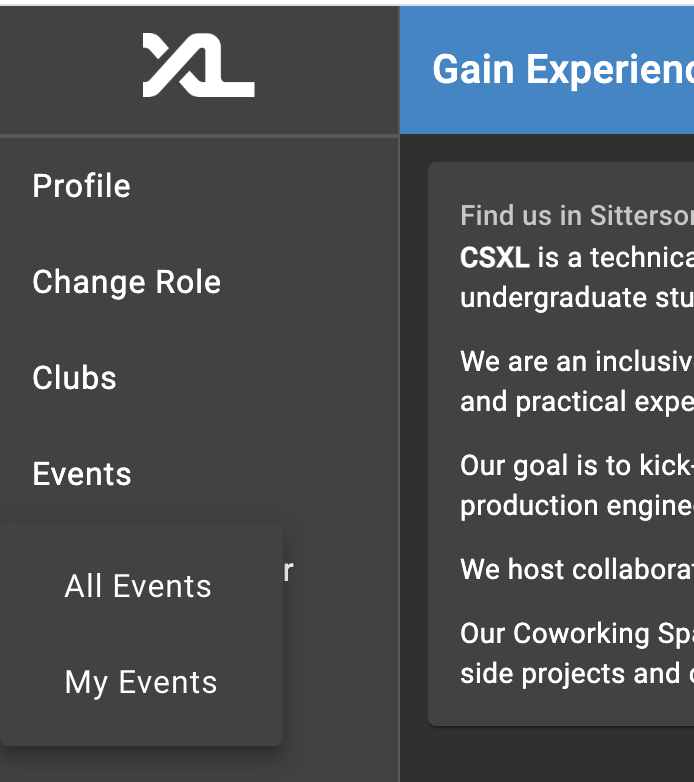 XL
Profile
Change Role
Clubs
Events
r
All Events
My Events
Gain Experienc
Find us in Sitterson
CSXL is a technica
undergraduate stu
We are an inclusiv
and practical expe
Our goal is to kick-
production engine
We host collaborat
Our Coworking Spa
side projects and